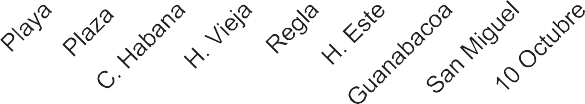 Playa
Plaza
C. Habana
H. Vieja
Regla
H. Este
Guanabacoa
San Miguel
10 Octubre